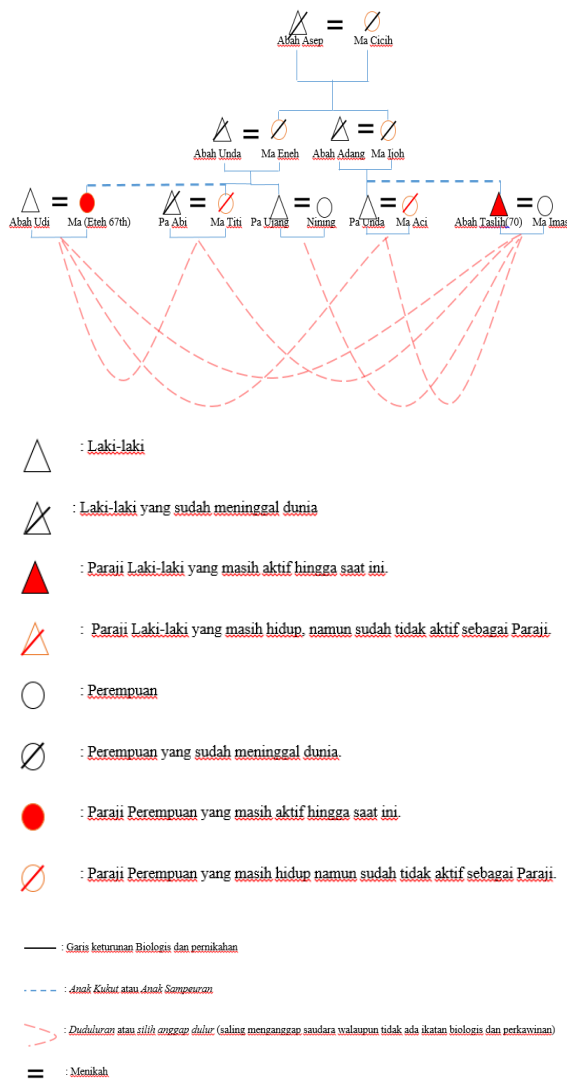 Abah Asep = Ma Cicih
Abah Unda = Ma Eneh Abah Adang = Ma Ijoh
Abah Udi = Ma (Eteh 67th) Pa Abi = Ma Titi Pa Ujang = Nining Pa Unda = Ma Aci Abah Taslih(70) = Ma Imas
: Laki-laki
: Laki-laki yang sudah meninggal dunia
: Paraji Laki-laki yang masih aktif hingga saat ini.
: Paraji Laki-laki yang masih hidup, namun sudah tidak aktif sebagai Paraji.
: Perempuan
: Perempuan yang sudah meninggal dunia.
: Paraji Perempuan yang masih aktif hingga saat ini.
: Paraji Perempuan yang masih hidup namun sudah tidak aktif sebagai Paraji.
: Garis keturunan Biologis dan pernikahan
: Anak Kukut atau Anak Sampeuran
: Duduluran atau silih anggap dulur (saling menganggap saudara walaupun tidak ada ikatan biologis dan perkawinan)
= : Menikah